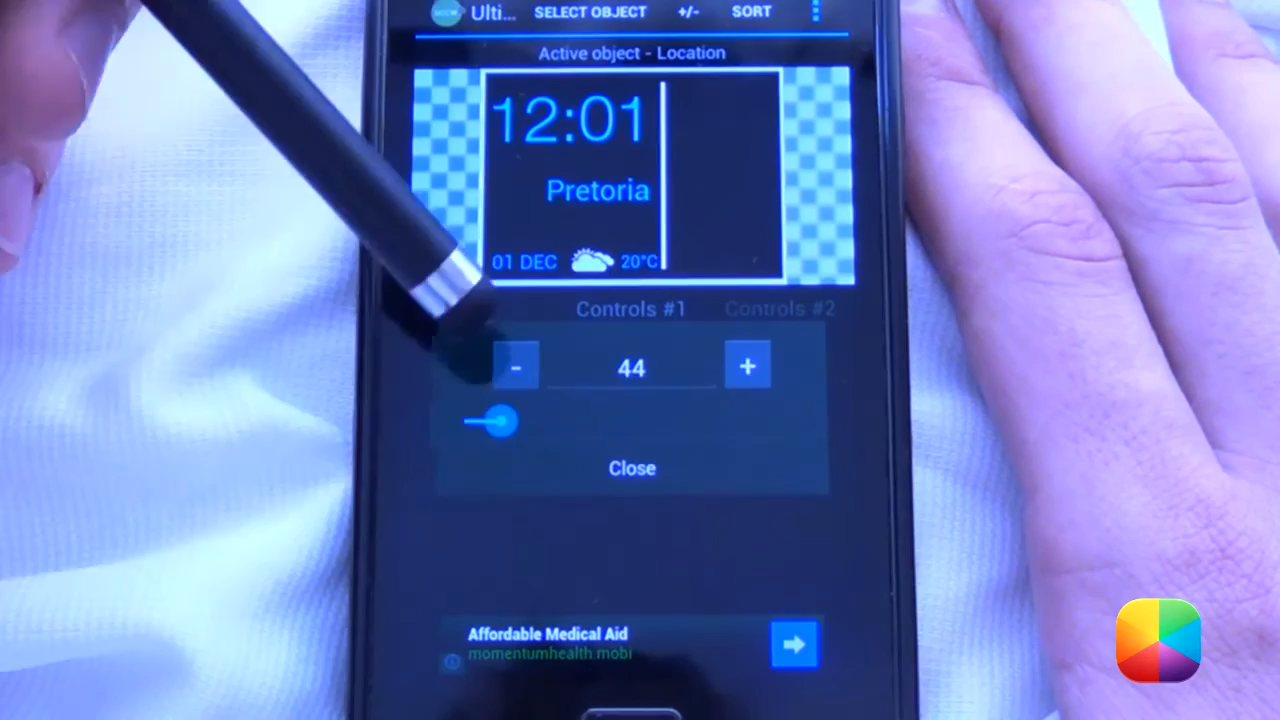 Ulti... SELECT OBJECT +/- SORT
Active object - Location
12:01
Pretoria
01 DEC 20°C
Controls #1 Controls #2
- 44 +
Close
Affordable Medical Aid
momentumhealth.mobi